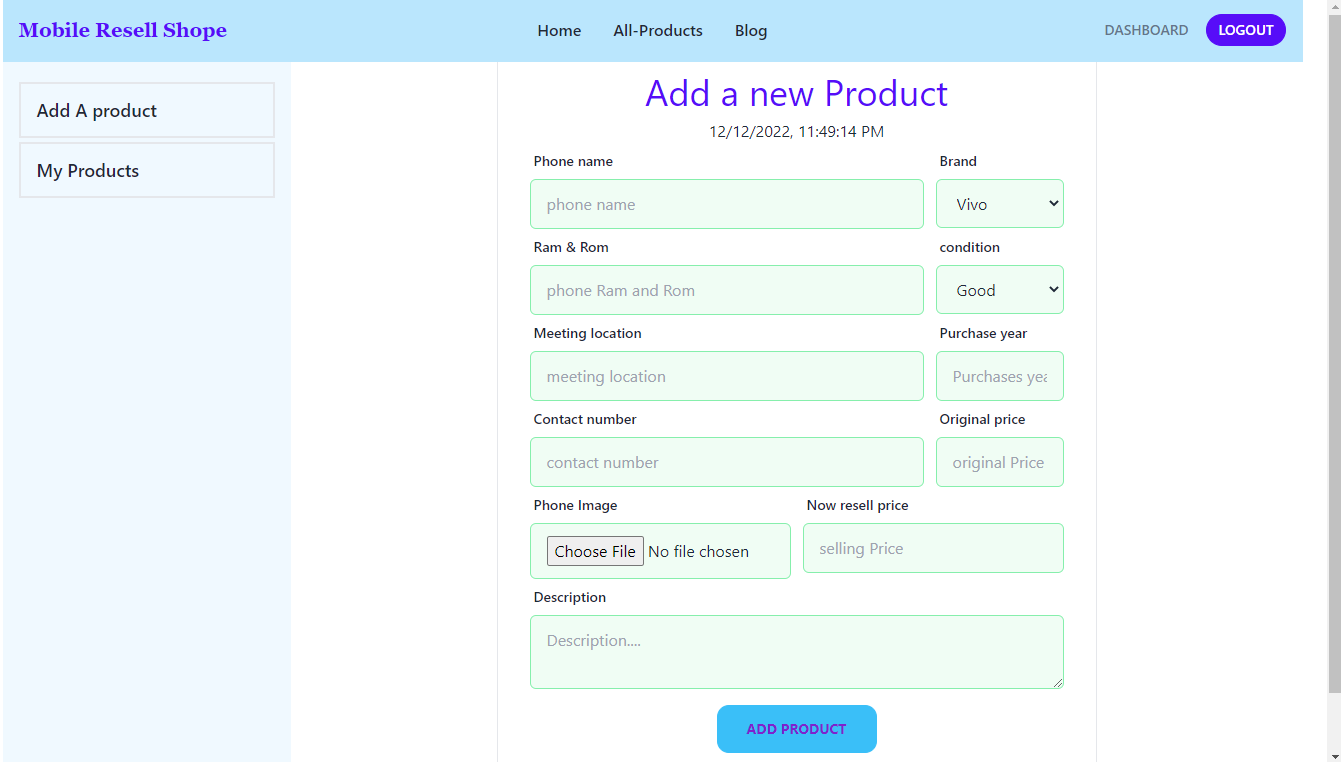 Mobile Resell Shope
Home All-Products Blog
DASHBOARD LOGOUT
Add A product
My Products
Add a new Product
12/12/2022, 11:49:14 PM
Phone name Brand
phone name Vivo
Ram & Rom condition
phone Ram and Rom Good
Meeting location Purchase year
meeting location Purchases yea
Contact number Original price
contact number original Price
Phone Image Now resell price
Choose File No file chosen selling Price
Description
Description....
ADD PRODUCT